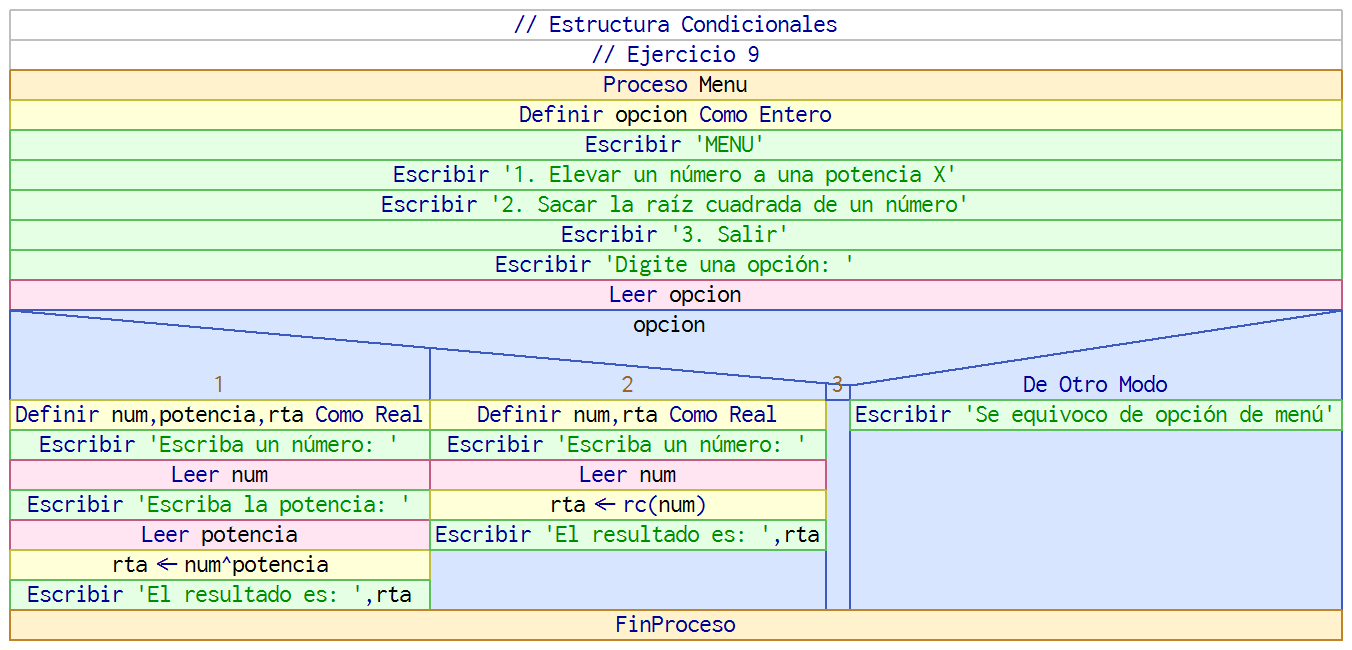 // Estructura Condicionales
// Ejercicio 9
Proceso Menu
Definir opcion Como Entero
Escribir 'MENU'
Escribir '1. Elevar un número a una potencia X'
Escribir '2. Sacar la raíz cuadrada de un número'
Escribir '3. Salir'
Escribir 'Digite una opción: '
Leer opcion
opcion
1
Definir num,potencia,rta Como Real
Escribir 'Escriba un número: '
Leer num
Escribir 'Escriba la potencia: '
Leer potencia
rta ← num^potencia
Escribir 'El resultado es: ',rta
2
Definir num,rta Como Real
Escribir 'Escriba un número: '
Leer num
rta ← rc(num)
Escribir 'El resultado es: ',rta
3
De Otro Modo
Escribir 'Se equivoco de opción de menú'
FinProceso